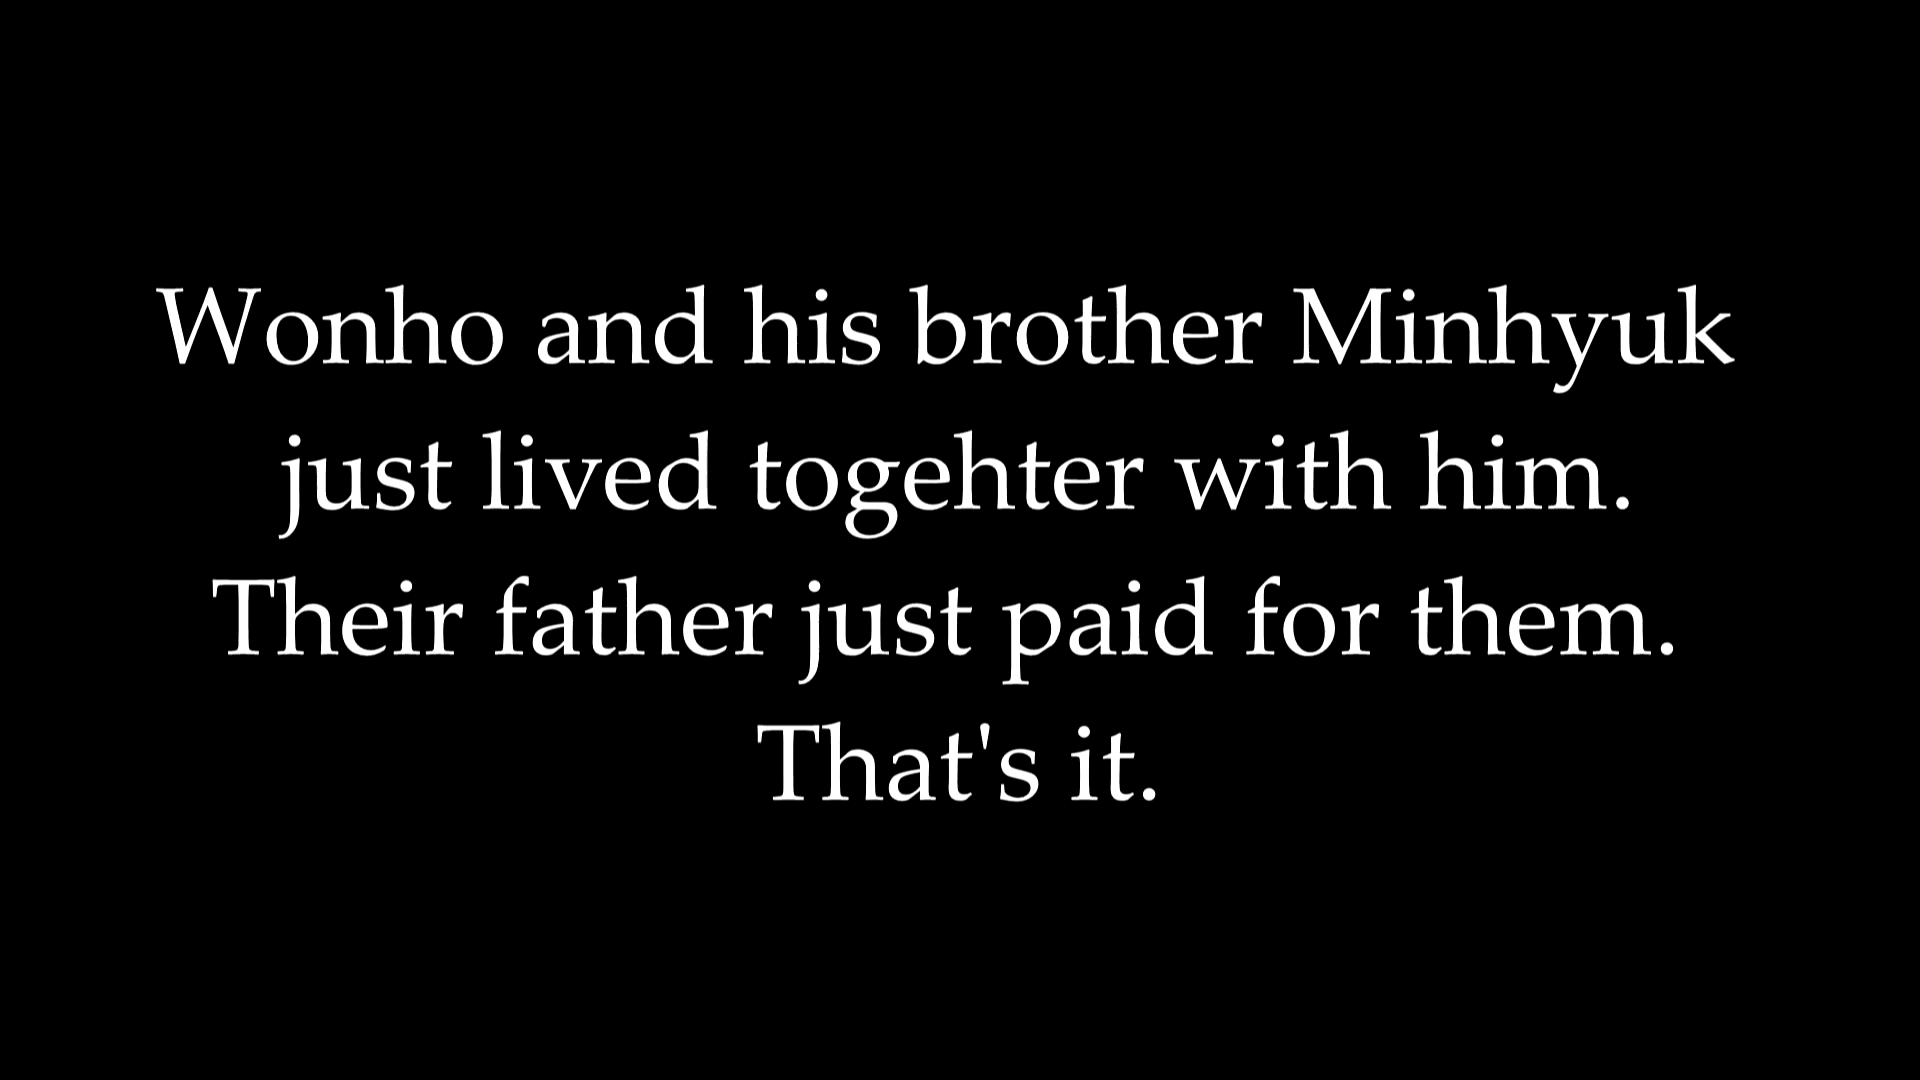 Wonho and his brother Minhyuk
just lived togehter with him.
Their father just paid for them.
That's it.